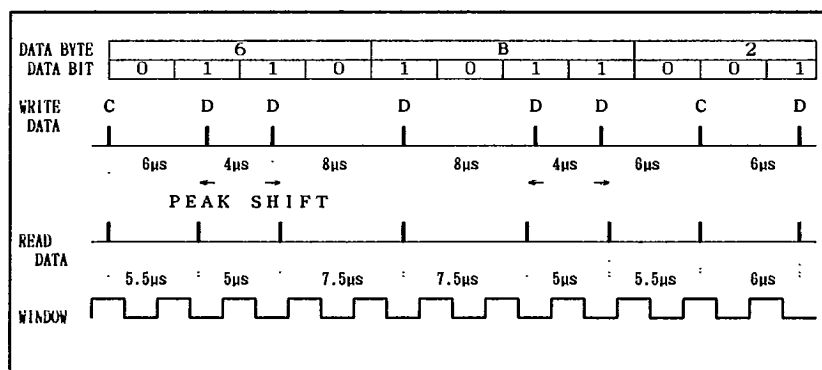 DATA BYTE 6 B 2
DATA BIT 0 1 1 0 1 0 1 1 0 0 1
WRITE DATA C D D D D D C D
6µs 4µs 8µs 8µs 4µs 6µs 6µs
← → ← →
PEAK SHIFT
READ DATA
5.5µs 5µs 7.5µs 7.5µs 5µs 5.5µs 6µs
WINDOW